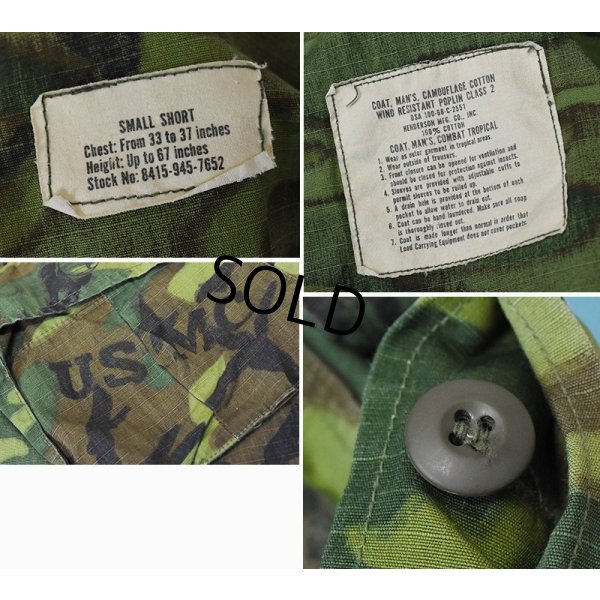 SMALL SHORT
Chest: From 33 to 37 inches
Height: Up to 67 inches
Stock No: 8415-945-7652
COAT, MAN'S, CAMOUFLAGE COTTON
WIND RESISTANT POPLIN CLASS 2
DSA 100-68-C-2551
HENDERSON MFG. CO., INC.
100% COTTON
COAT, MAN'S, COMBAT TROPICAL
1. Wear as outer garment in tropical areas.
2. Wear outside of trousers.
3. Front closure can be opened for ventilation and
should be closed for protection against insects.
4. Sleeves are provided with adjustable cuffs to
permit sleeves to be rolled up.
5. A drain hole is provided at the bottom of each
pocket to allow water to drain out.
6. Coat can be hand laundered. Make sure all soap
is thoroughly rinsed out.
7. Coat is made longer than normal in order that
Load Carrying Equipment does not cover pockets.
USMC
SOLD